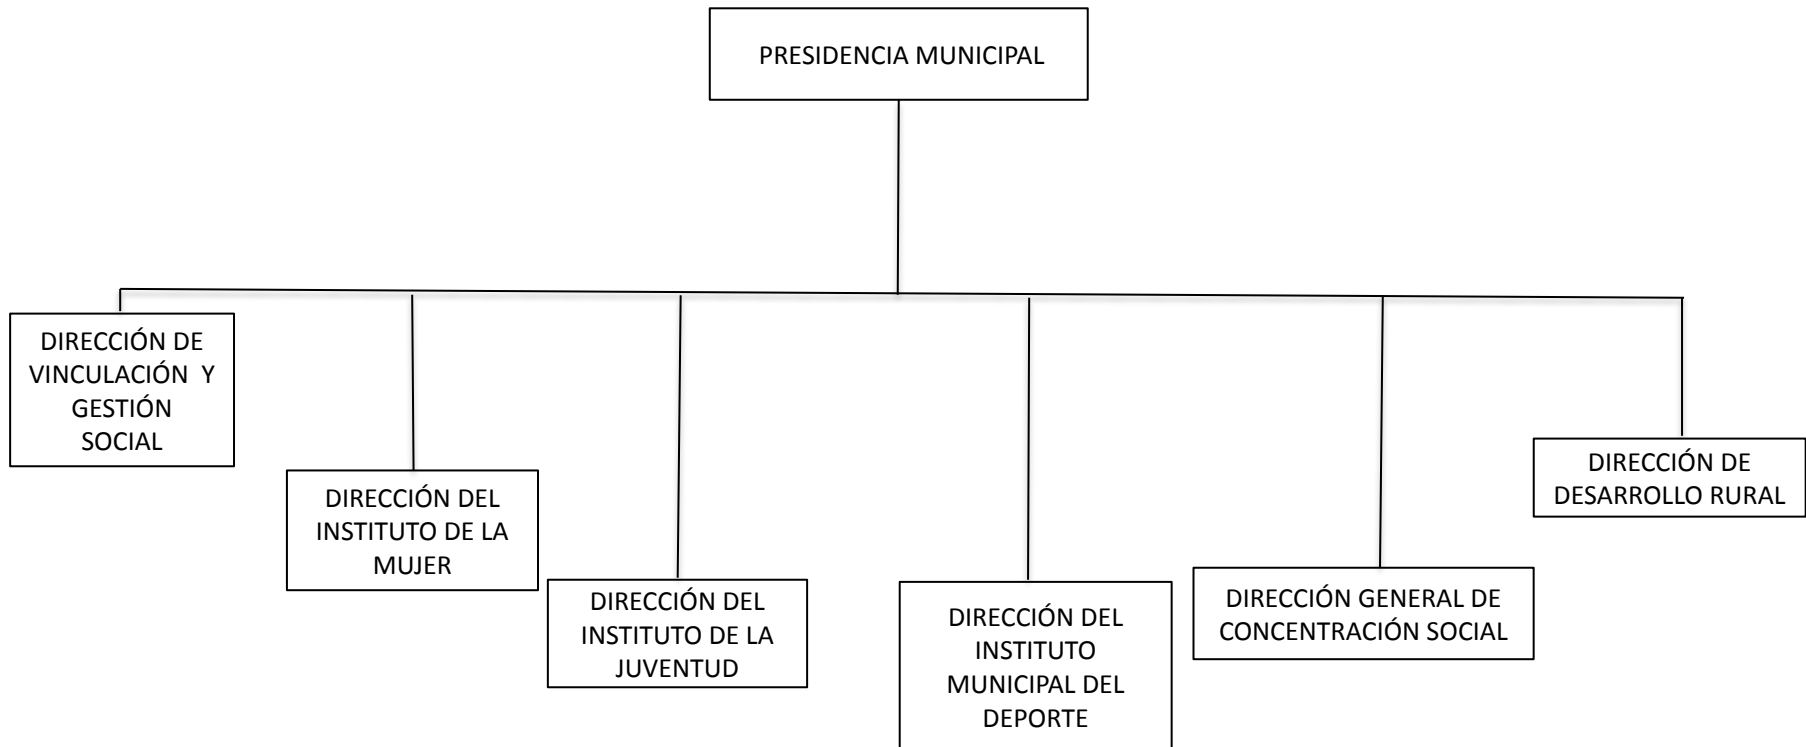 PRESIDENCIA MUNICIPAL
DIRECCIÓN DE
VINCULACIÓN Y
GESTIÓN
SOCIAL
DIRECCIÓN DEL
INSTITUTO DE LA
MUJER
DIRECCIÓN DEL
INSTITUTO DE LA
JUVENTUD
DIRECCIÓN DEL
INSTITUTO
MUNICIPAL DEL
DEPORTE
DIRECCIÓN GENERAL DE
CONCENTRACIÓN SOCIAL
DIRECCIÓN DE
DESARROLLO RURAL